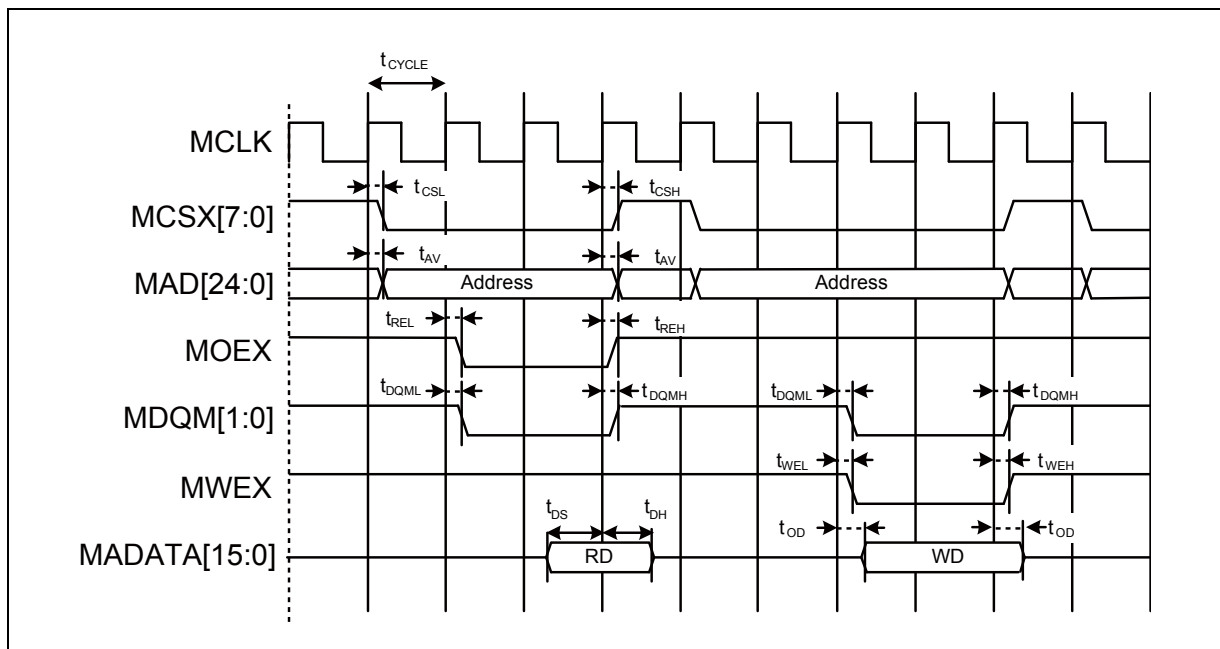 tCYCLE
MCLK
tCSL tCSH
MCSX[7:0]
tAV tAV
MAD[24:0] Address Address
tREL tREH
MOEX
tDQML tDQMH tDQML tDQMH
MDQM[1:0]
tWEL tWEH
MWEX
tDS tDH tOD tOD
MADATA[15:0] RD WD